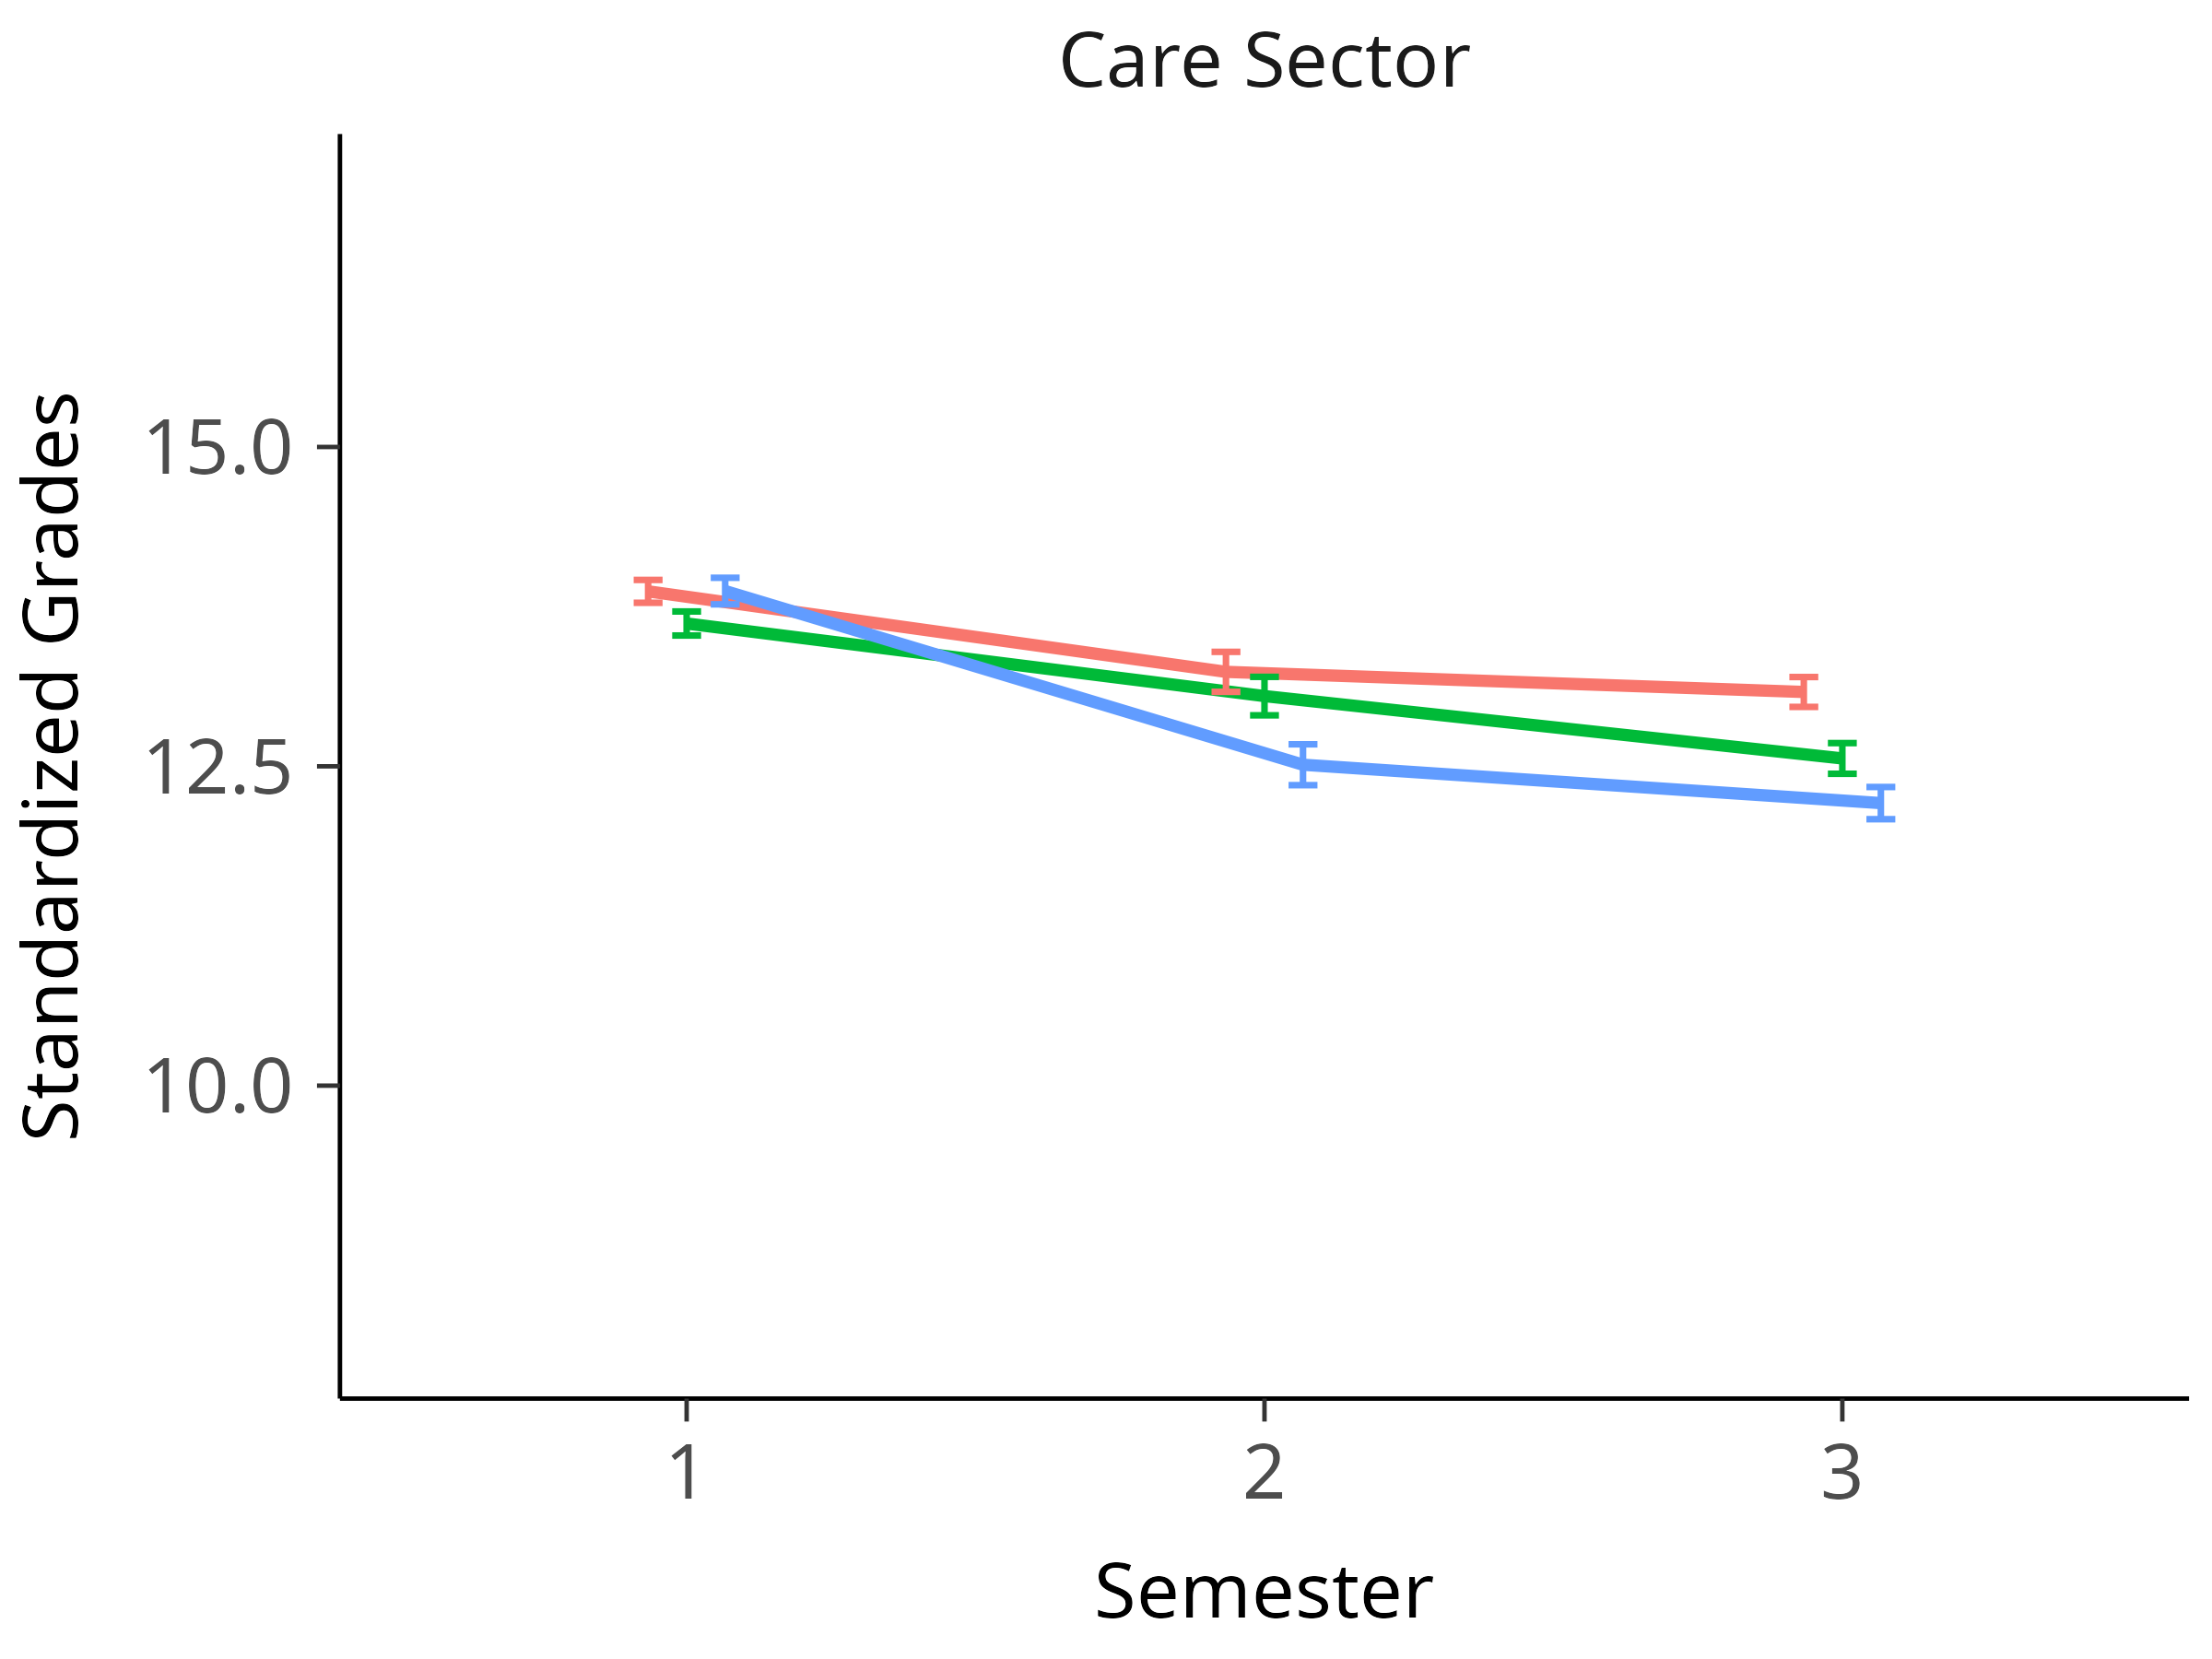 Care Sector
Standardized Grades
15.0
12.5
10.0
1 2 3
Semester